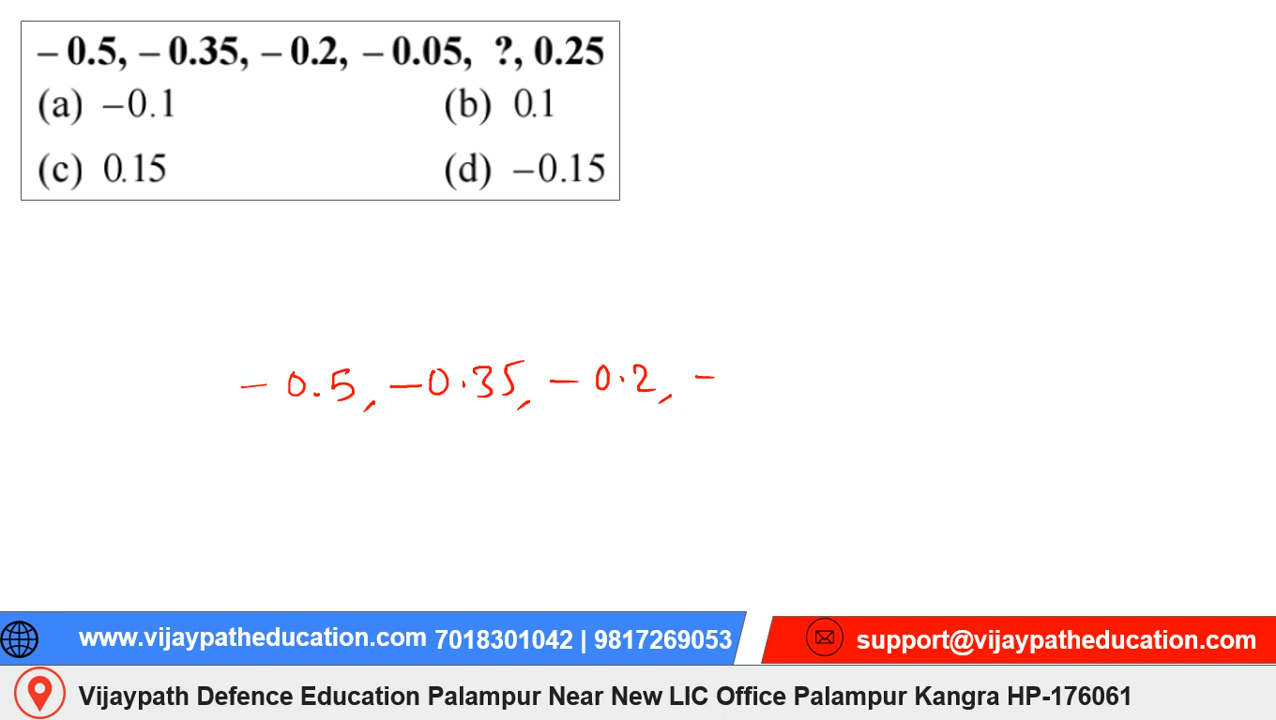 – 0.5, – 0.35, – 0.2, – 0.05, ?, 0.25
(a) –0.1 (b) 0.1
(c) 0.15 (d) –0.15
– 0.5, –0.35, – 0.2, –
www.vijaypatheducation.com 7018301042 | 9817269053 support@vijaypatheducation.com
Vijaypath Defence Education Palampur Near New LIC Office Palampur Kangra HP-176061